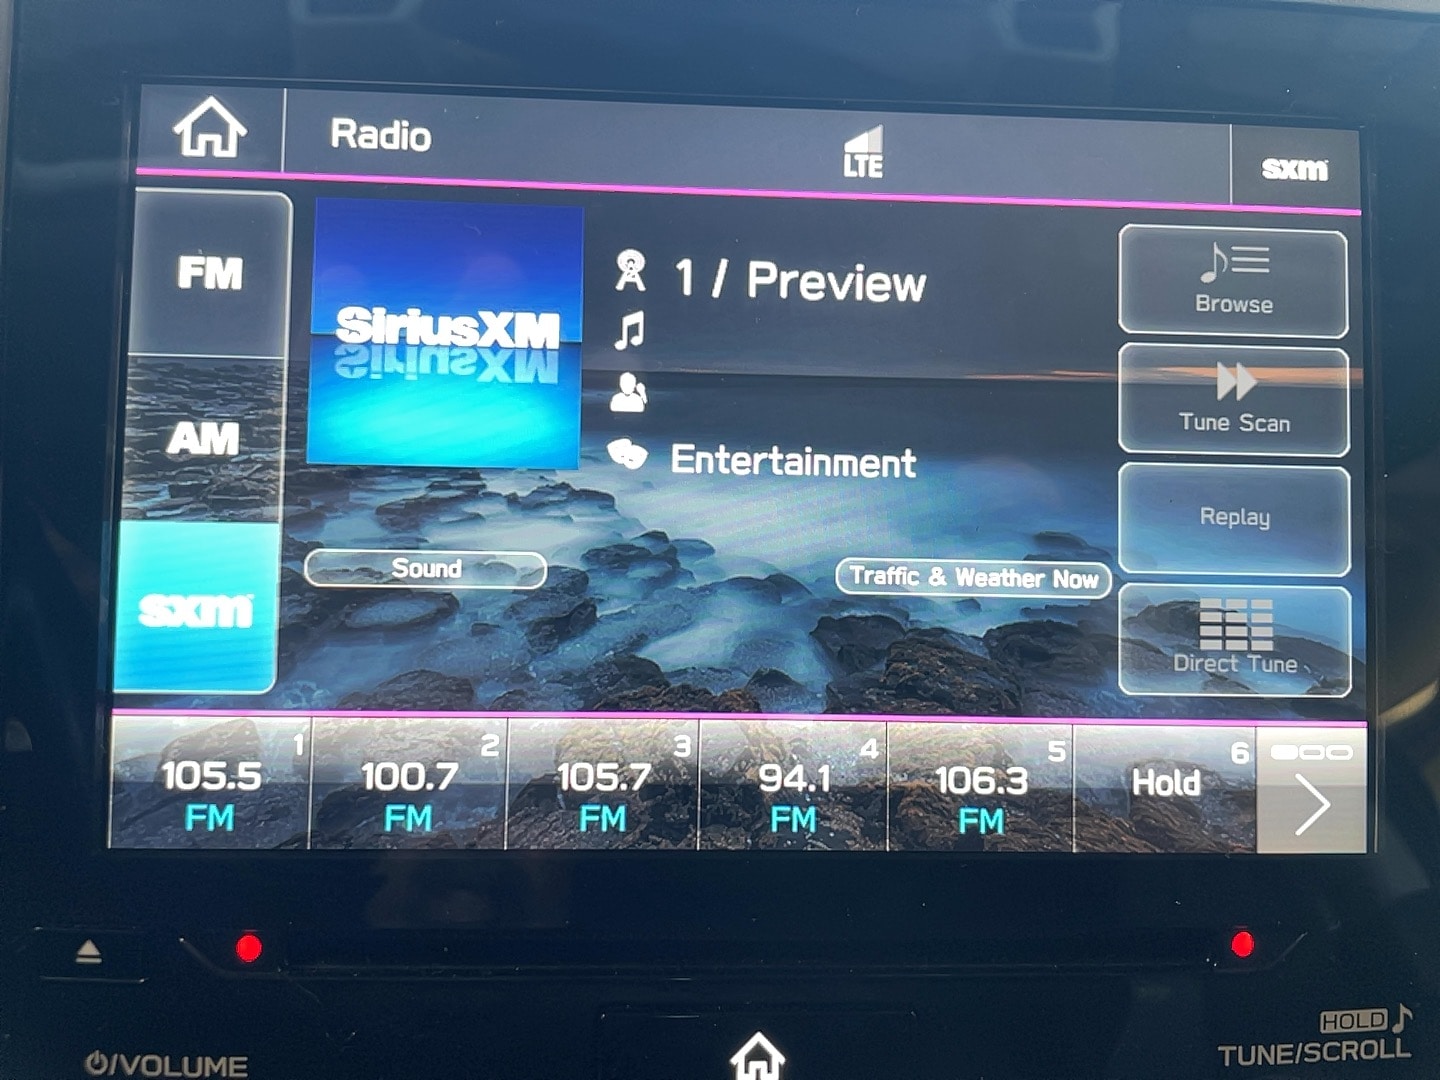 Radio
LTE
sxm
FM
AM
sxm
SiriusXM
1 / Preview
Entertainment
Sound
Traffic & Weather Now
Browse
Tune Scan
Replay
Direct Tune
1
105.5
FM
2
100.7
FM
3
105.7
FM
4
94.1
FM
5
106.3
FM
6
Hold
/VOLUME
HOLD
TUNE/SCROLL